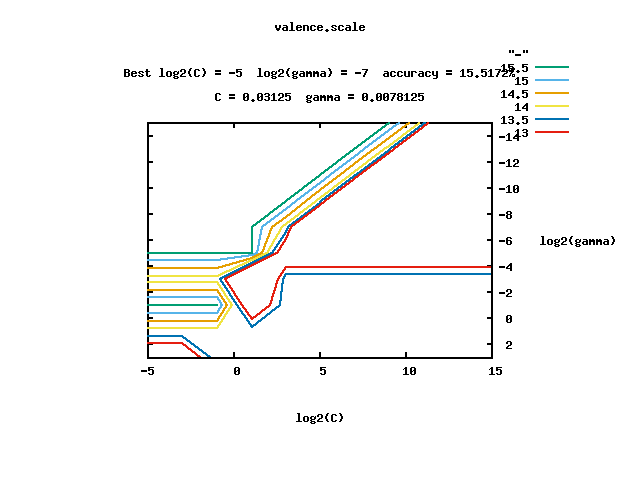 valence.scale
"-"
Best log2(C) = -5  log2(gamma) = -7  accuracy = 15.5172%
15.5
15
C = 0.03125  gamma = 0.0078125
14.5
14
13.5
13
-14
-12
-10
-8
-6
log2(gamma)
-4
-2
0
2
-5 0 5 10 15
log2(C)